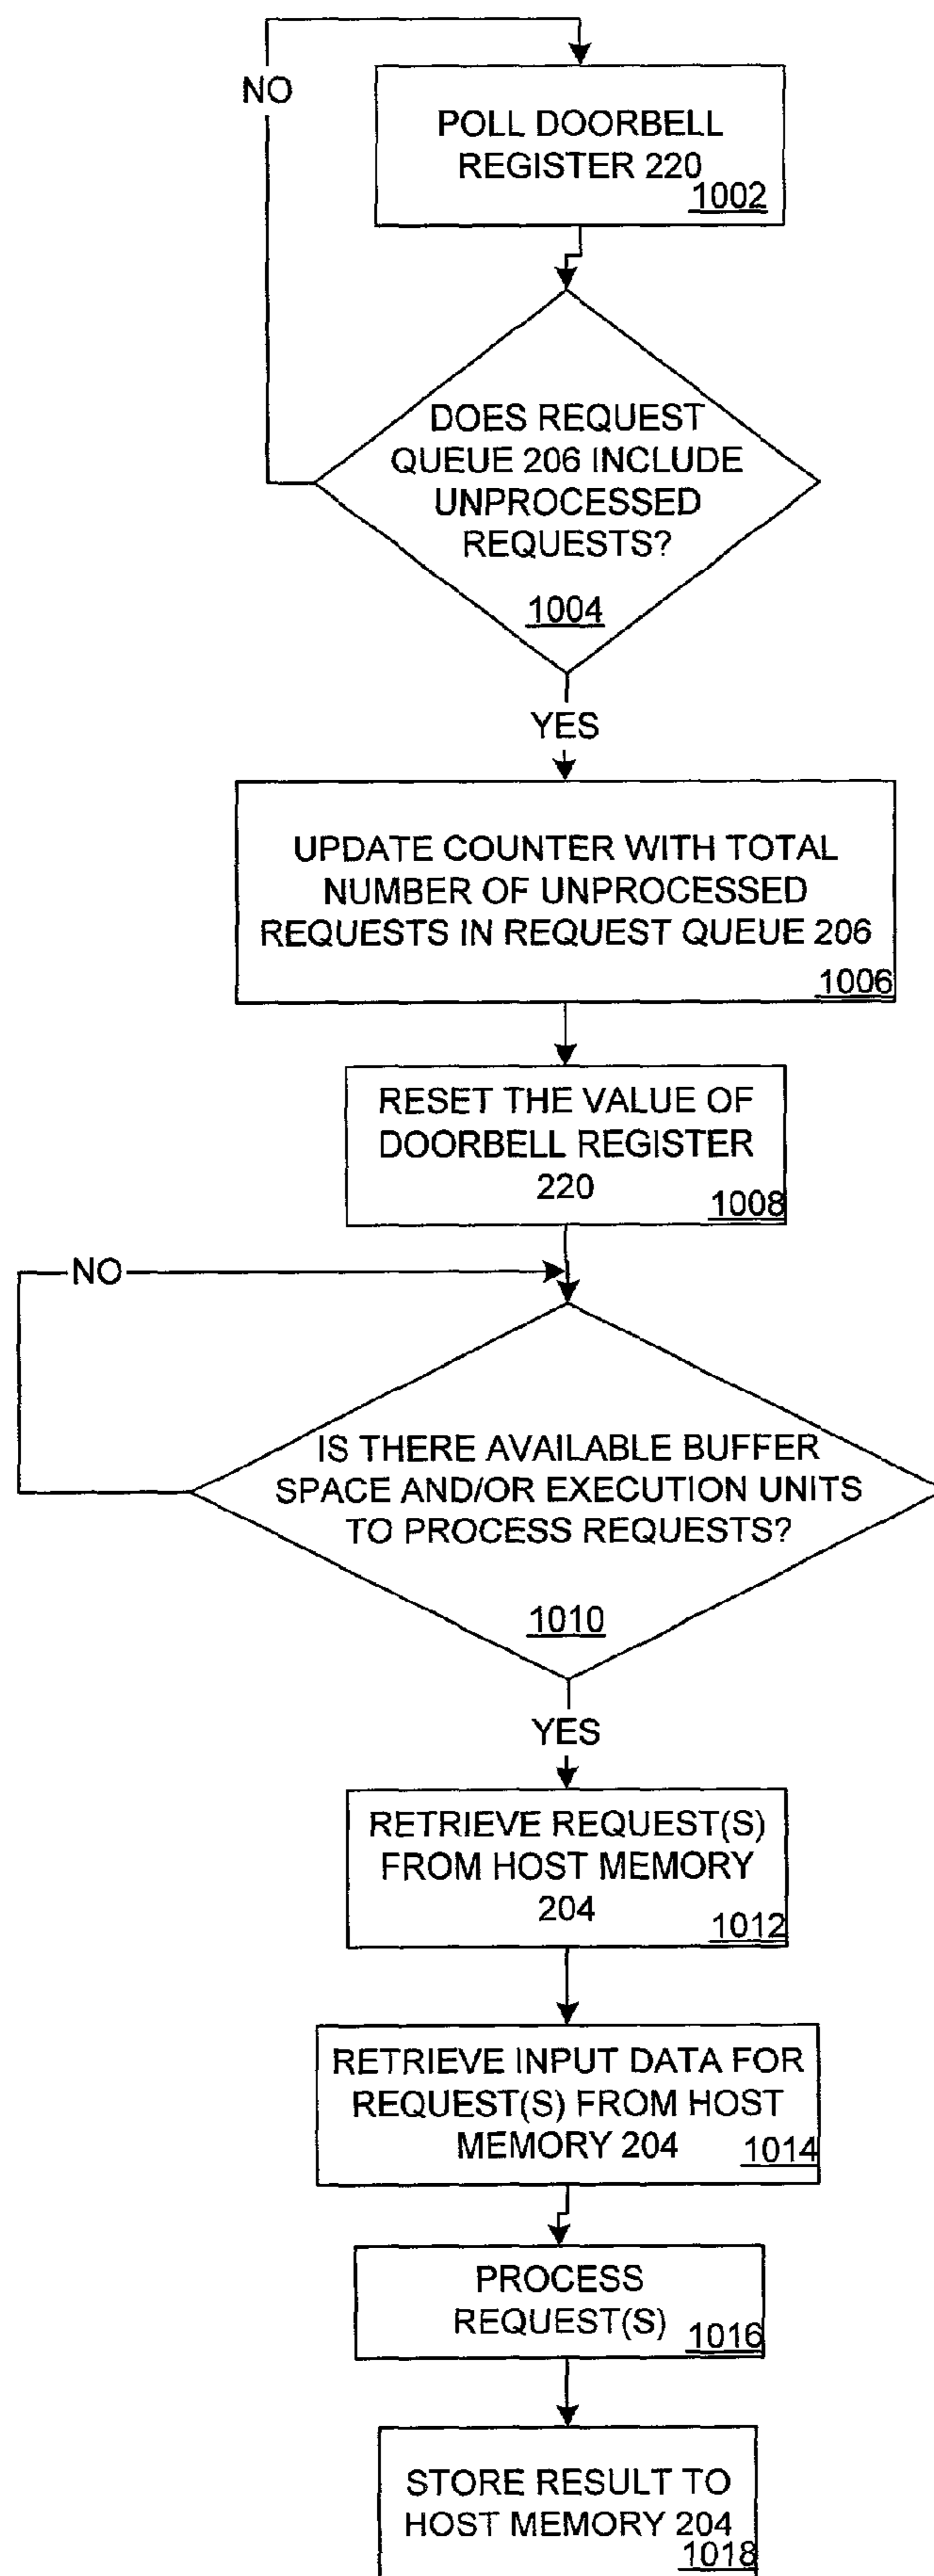 NO
POLL DOORBELL
REGISTER 220
1002
DOES REQUEST
QUEUE 206 INCLUDE
UNPROCESSED
REQUESTS?
1004
YES
UPDATE COUNTER WITH TOTAL
NUMBER OF UNPROCESSED
REQUESTS IN REQUEST QUEUE 206
1006
RESET THE VALUE OF
DOORBELL REGISTER
220
1008
NO
IS THERE AVAILABLE BUFFER
SPACE AND/OR EXECUTION UNITS
TO PROCESS REQUESTS?
1010
YES
RETRIEVE REQUEST(S)
FROM HOST MEMORY
204
1012
RETRIEVE INPUT DATA FOR
REQUEST(S) FROM HOST
MEMORY 204
1014
PROCESS
REQUEST(S)
1016
STORE RESULT TO
HOST MEMORY 204
1018